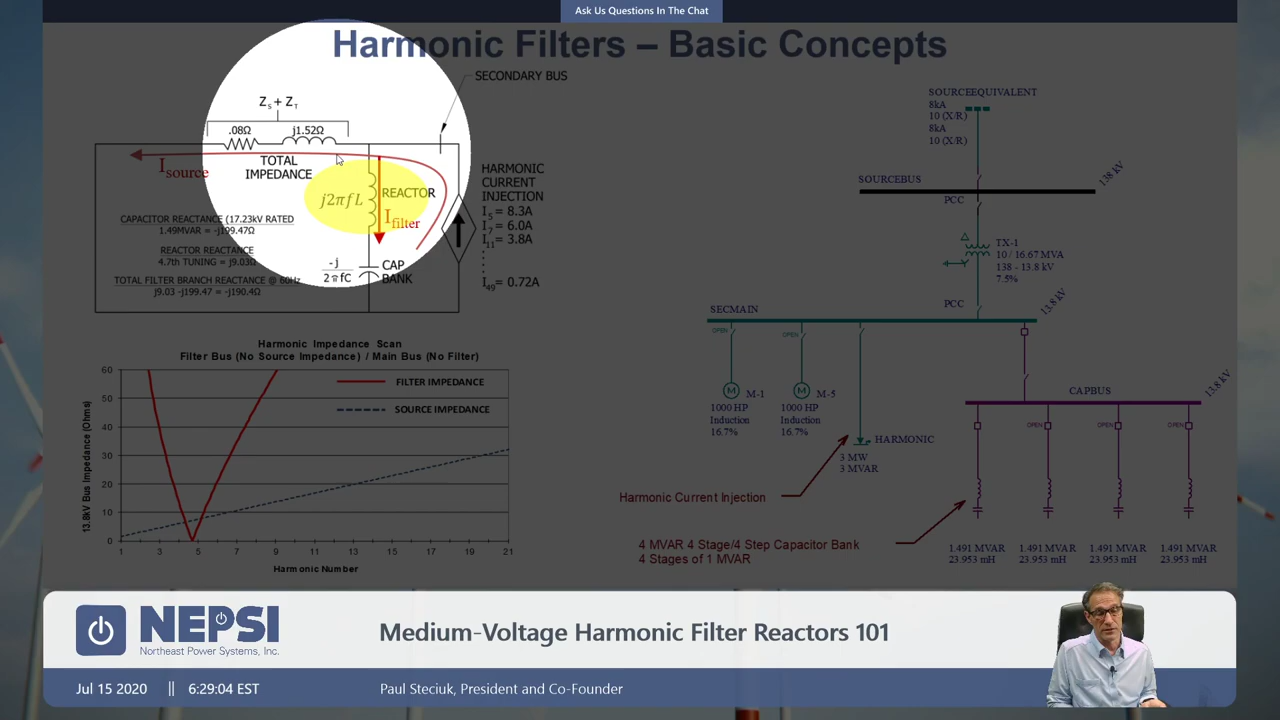 Ask Us Questions In The Chat
Harmonic Filters – Basic Concepts
SECONDARY BUS
Z_S + Z_T
.08Ω
j1.52Ω
TOTAL
IMPEDANCE
I_source
REACTOR
j2πfL
I_filter
CAPACITOR REACTANCE (17.23kV RATED
1.49MVAR = -j199.47Ω
REACTOR REACTANCE
4.7th TUNING = j9.03Ω
TOTAL FILTER BRANCH REACTANCE @ 60Hz
j9.03 -j199.47 = -j190.4Ω
-j
2πfC
CAP
BANK
HARMONIC
CURRENT
INJECTION
I_5 = 8.3A
I_7 = 6.0A
I_11 = 3.8A
I_49 = 0.72A
Harmonic Impedance Scan
Filter Bus (No Source Impedance) / Main Bus (No Filter)
13.8kV Bus Impedance (Ohms)
60
50
40
30
20
10
0
FILTER IMPEDANCE
SOURCE IMPEDANCE
1 3 5 7 9 11 13 15 17 19 21
Harmonic Number
SOURCEEQUIVALENT
8kA
10 (X/R)
8kA
10 (X/R)
SOURCEBUS
138 kV
PCC
TX-1
10 / 16.67 MVA
138 - 13.8 kV
7.5%
PCC
SECMAIN
13.8 kV
OPEN
OPEN
M
M-1
M
M-5
1000 HP
Induction
16.7%
1000 HP
Induction
16.7%
HARMONIC
3 MW
3 MVAR
CAPBUS
13.8 kV
OPEN
OPEN
OPEN
Harmonic Current Injection
4 MVAR 4 Stage/4 Step Capacitor Bank
4 Stages of 1 MVAR
1.491 MVAR 1.491 MVAR 1.491 MVAR 1.491 MVAR
23.953 mH 23.953 mH 23.953 mH 23.953 mH
NEPSI
Northeast Power Systems, Inc.
Medium-Voltage Harmonic Filter Reactors 101
Jul 15 2020 || 6:29:04 EST
Paul Steciuk, President and Co-Founder